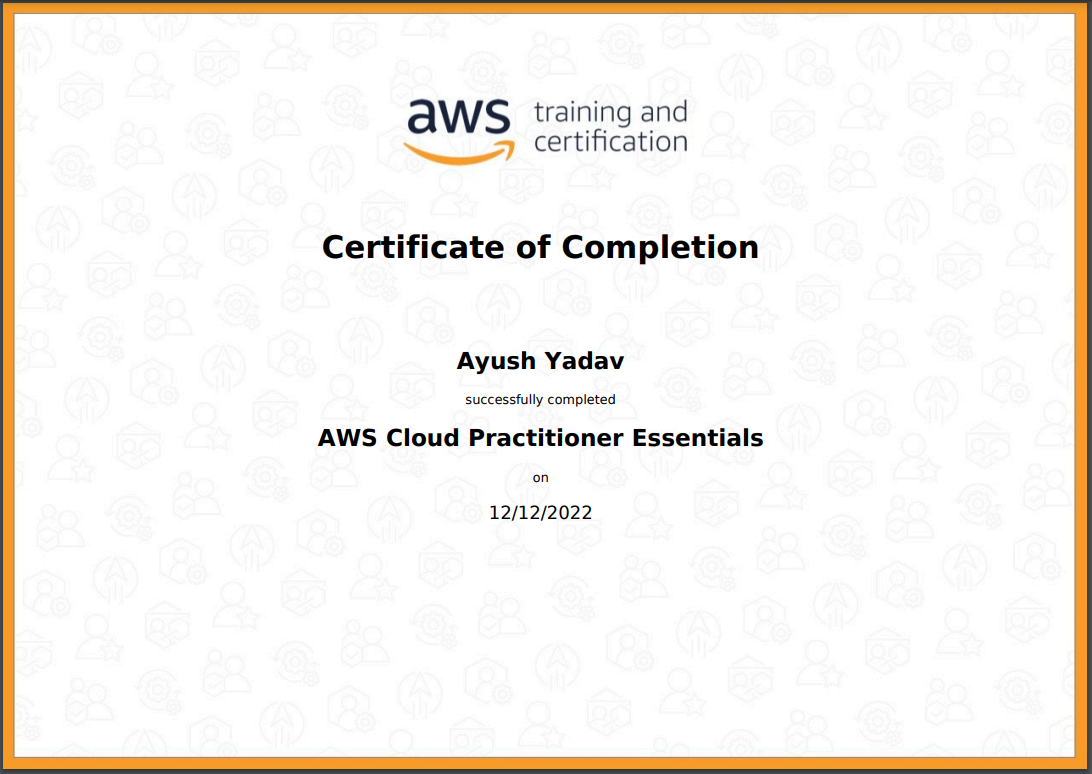 aws training and
certification
Certificate of Completion
Ayush Yadav
successfully completed
AWS Cloud Practitioner Essentials
on
12/12/2022